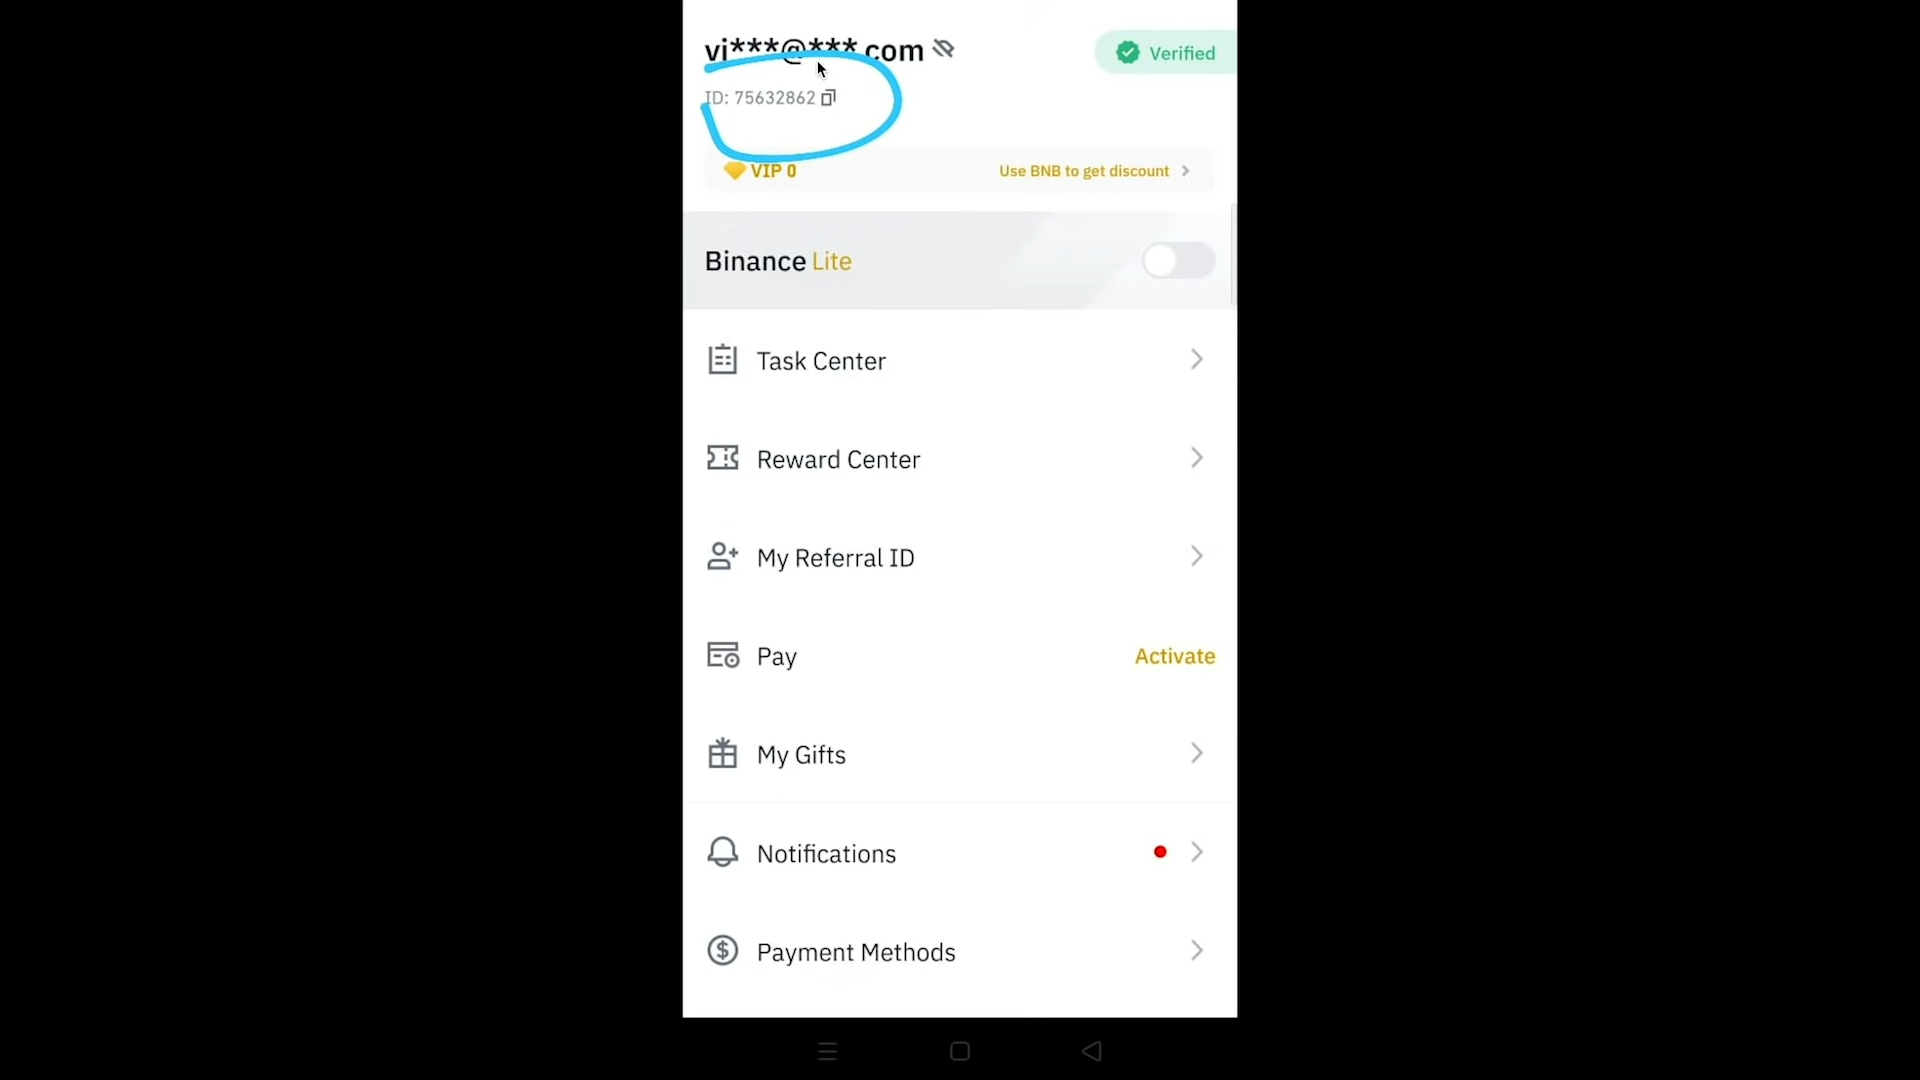 vi***@***.com
Verified
ID: 75632862
VIP 0
Use BNB to get discount
Binance Lite
Task Center
Reward Center
My Referral ID
Pay
Activate
My Gifts
Notifications
Payment Methods